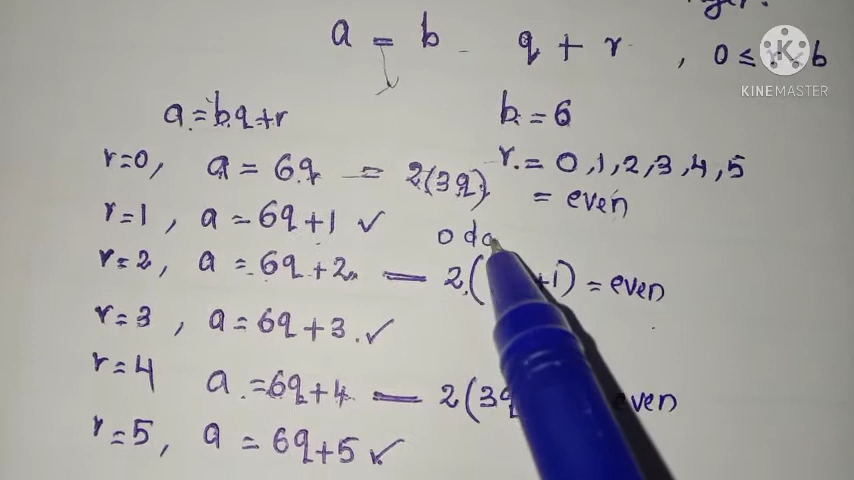 a = b q + r , 0 ≤ b
KINEMASTER
a = bq+r b = 6
r=0, a = 6q = 2(3q) r = 0,1,2,3,4,5
= even
r=1 , a = 6q+1 ✓ od
r=2, a = 6q+2 — 2( +1) = even
r=3 , a = 6q+3. ✓
r=4 a = 6q+4 — 2(3q even
r=5, a = 6q+5 ✓